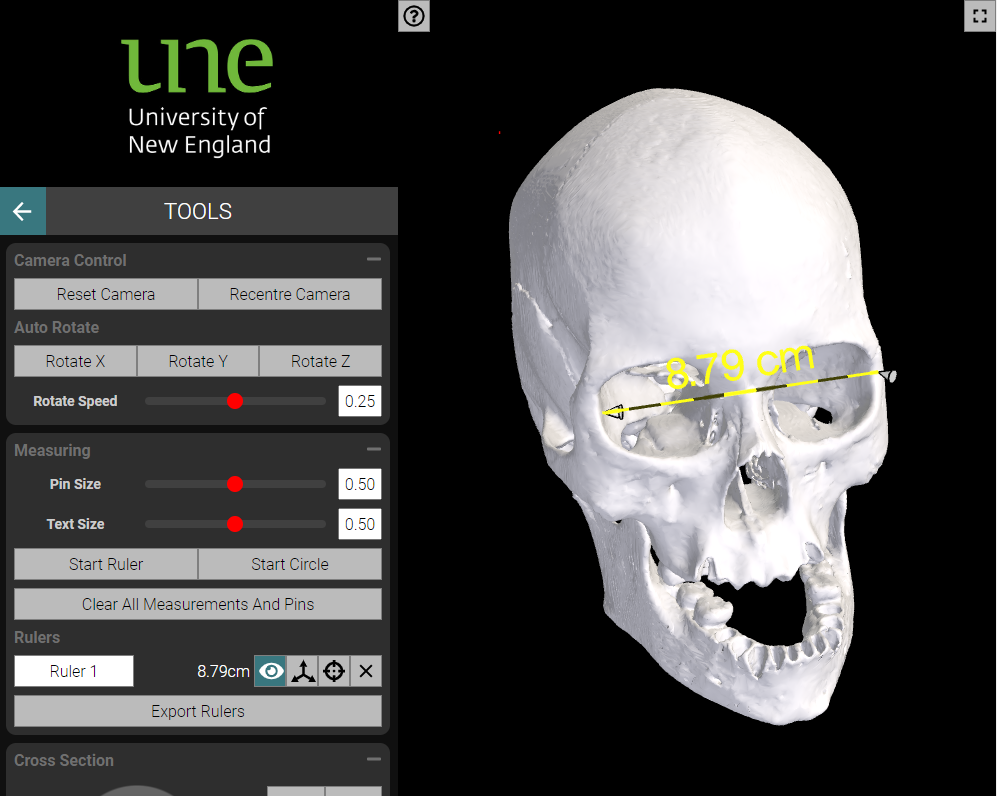 une
University of
New England
TOOLS
Camera Control
Reset Camera
Recentre Camera
Auto Rotate
Rotate X
Rotate Y
Rotate Z
Rotate Speed
0.25
Measuring
Pin Size
0.50
Text Size
0.50
Start Ruler
Start Circle
Clear All Measurements And Pins
Rulers
Ruler 1
8.79cm
Export Rulers
Cross Section
8.79 cm